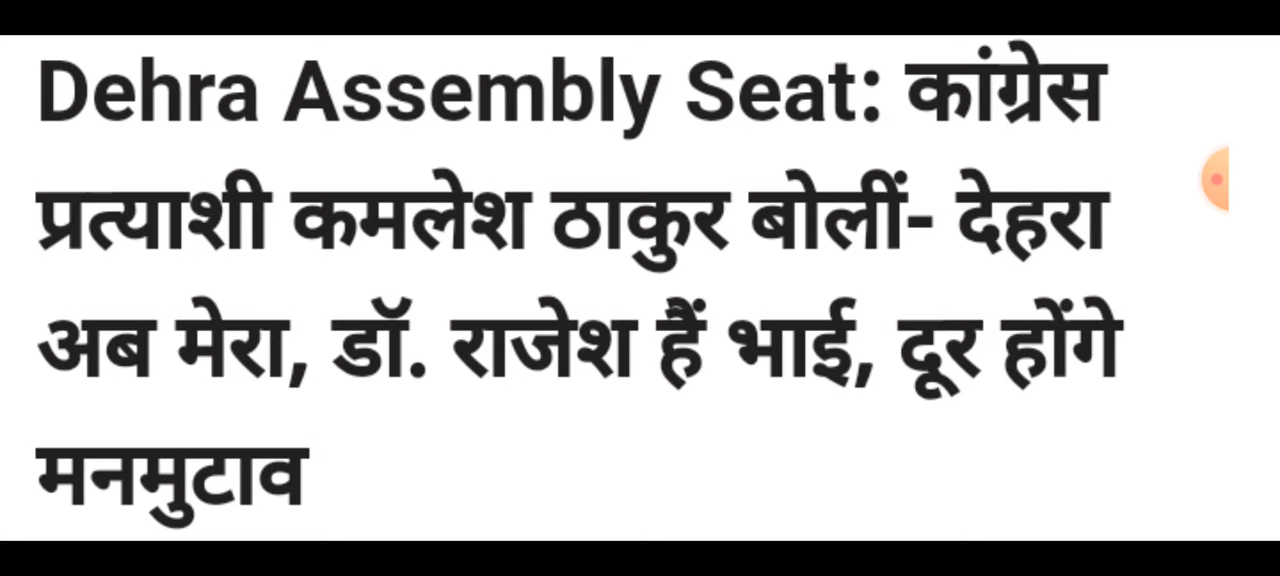 Dehra Assembly Seat: कांग्रेस
प्रत्याशी कमलेश ठाकुर बोलीं- देहरा
अब मेरा, डॉ. राजेश हैं भाई, दूर होंगे
मनमुटाव